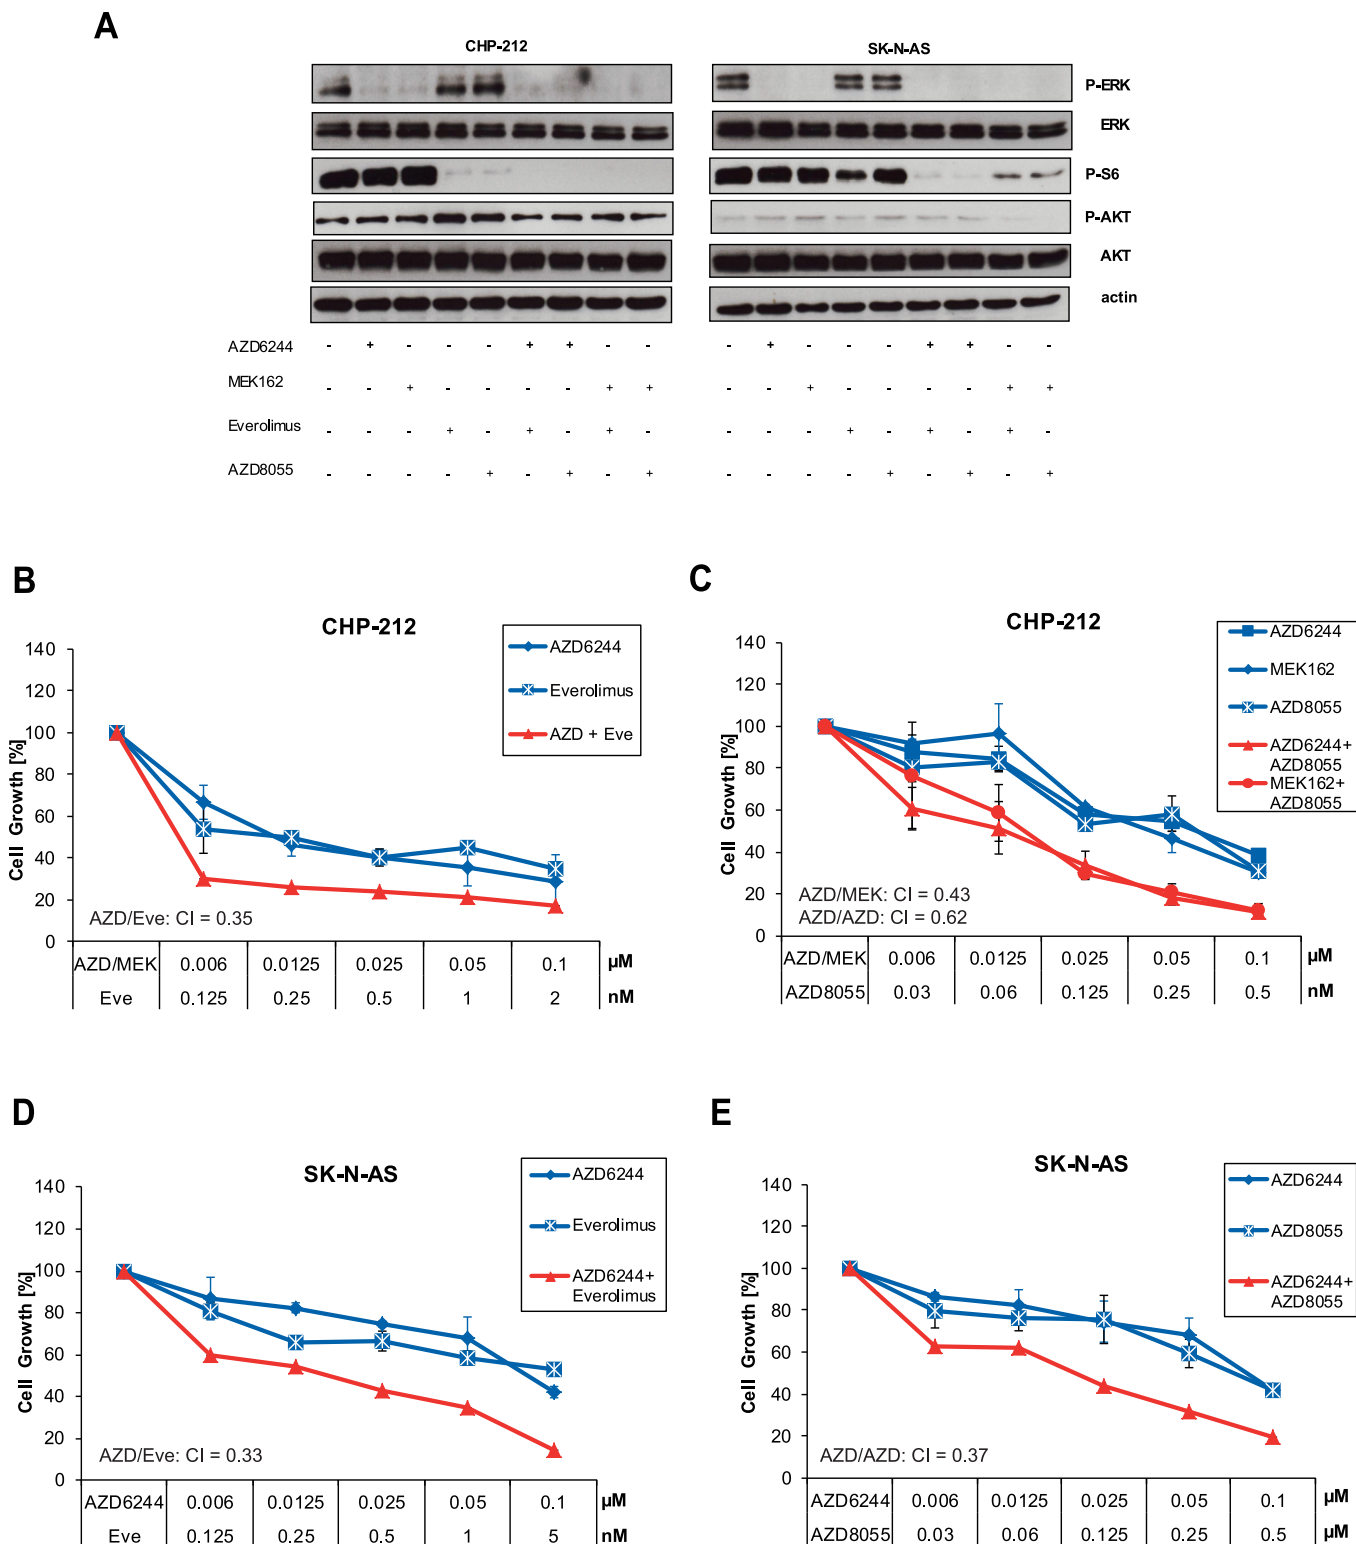 A
CHP-212
SK-N-AS
P-ERK
ERK
P-S6
P-AKT
AKT
actin
AZD6244 - + - - - + + - - - + - - - + + - -
MEK162 - - + - - - - + + - - + - - - - + +
Everolimus - - - + - + - + - - - - + - + - + -
AZD8055 - - - - + - + - + - - - - + - + - +
B
CHP-212
140
120
100
80
60
40
20
0
Cell Growth [%]
AZD6244
Everolimus
AZD + Eve
AZD/Eve: CI = 0.35
AZD/MEK 0.006 0.0125 0.025 0.05 0.1 µM
Eve 0.125 0.25 0.5 1 2 nM
C
CHP-212
140
120
100
80
60
40
20
0
Cell Growth [%]
AZD6244
MEK162
AZD8055
AZD6244+
AZD8055
MEK162+
AZD8055
AZD/MEK: CI = 0.43
AZD/AZD: CI = 0.62
AZD/MEK 0.006 0.0125 0.025 0.05 0.1 µM
AZD8055 0.03 0.06 0.125 0.25 0.5 nM
D
SK-N-AS
140
120
100
80
60
40
20
0
Cell Growth [%]
AZD6244
Everolimus
AZD6244+
Everolimus
AZD/Eve: CI = 0.33
AZD6244 0.006 0.0125 0.025 0.05 0.1 µM
Eve 0.125 0.25 0.5 1 5 nM
E
SK-N-AS
140
120
100
80
60
40
20
0
Cell Growth [%]
AZD6244
AZD8055
AZD6244+
AZD8055
AZD/AZD: CI = 0.37
AZD6244 0.006 0.0125 0.025 0.05 0.1 µM
AZD8055 0.03 0.06 0.125 0.25 0.5 µM